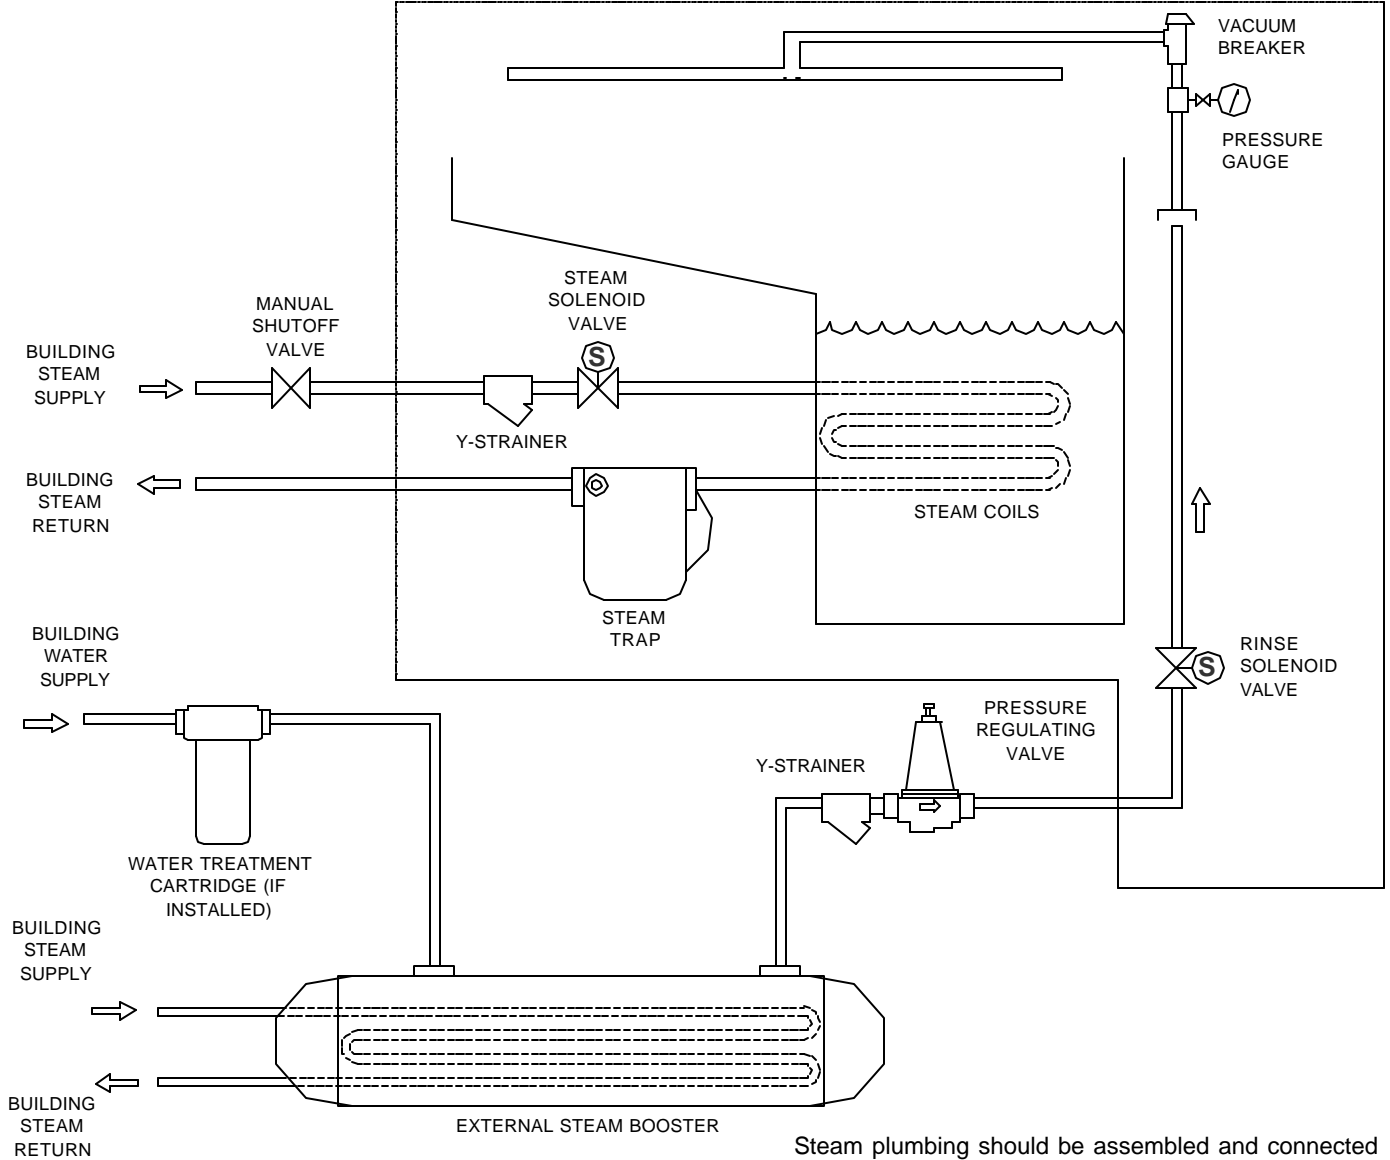 VACUUM
BREAKER
PRESSURE
GAUGE
STEAM
SOLENOID
VALVE
S
MANUAL
SHUTOFF
VALVE
BUILDING
STEAM
SUPPLY
Y-STRAINER
BUILDING
STEAM
RETURN
STEAM COILS
STEAM
TRAP
BUILDING
WATER
SUPPLY
RINSE
SOLENOID
VALVE
S
PRESSURE
REGULATING
VALVE
Y-STRAINER
WATER TREATMENT
CARTRIDGE (IF
INSTALLED)
BUILDING
STEAM
SUPPLY
BUILDING
STEAM
RETURN
EXTERNAL STEAM BOOSTER
Steam plumbing should be assembled and connected